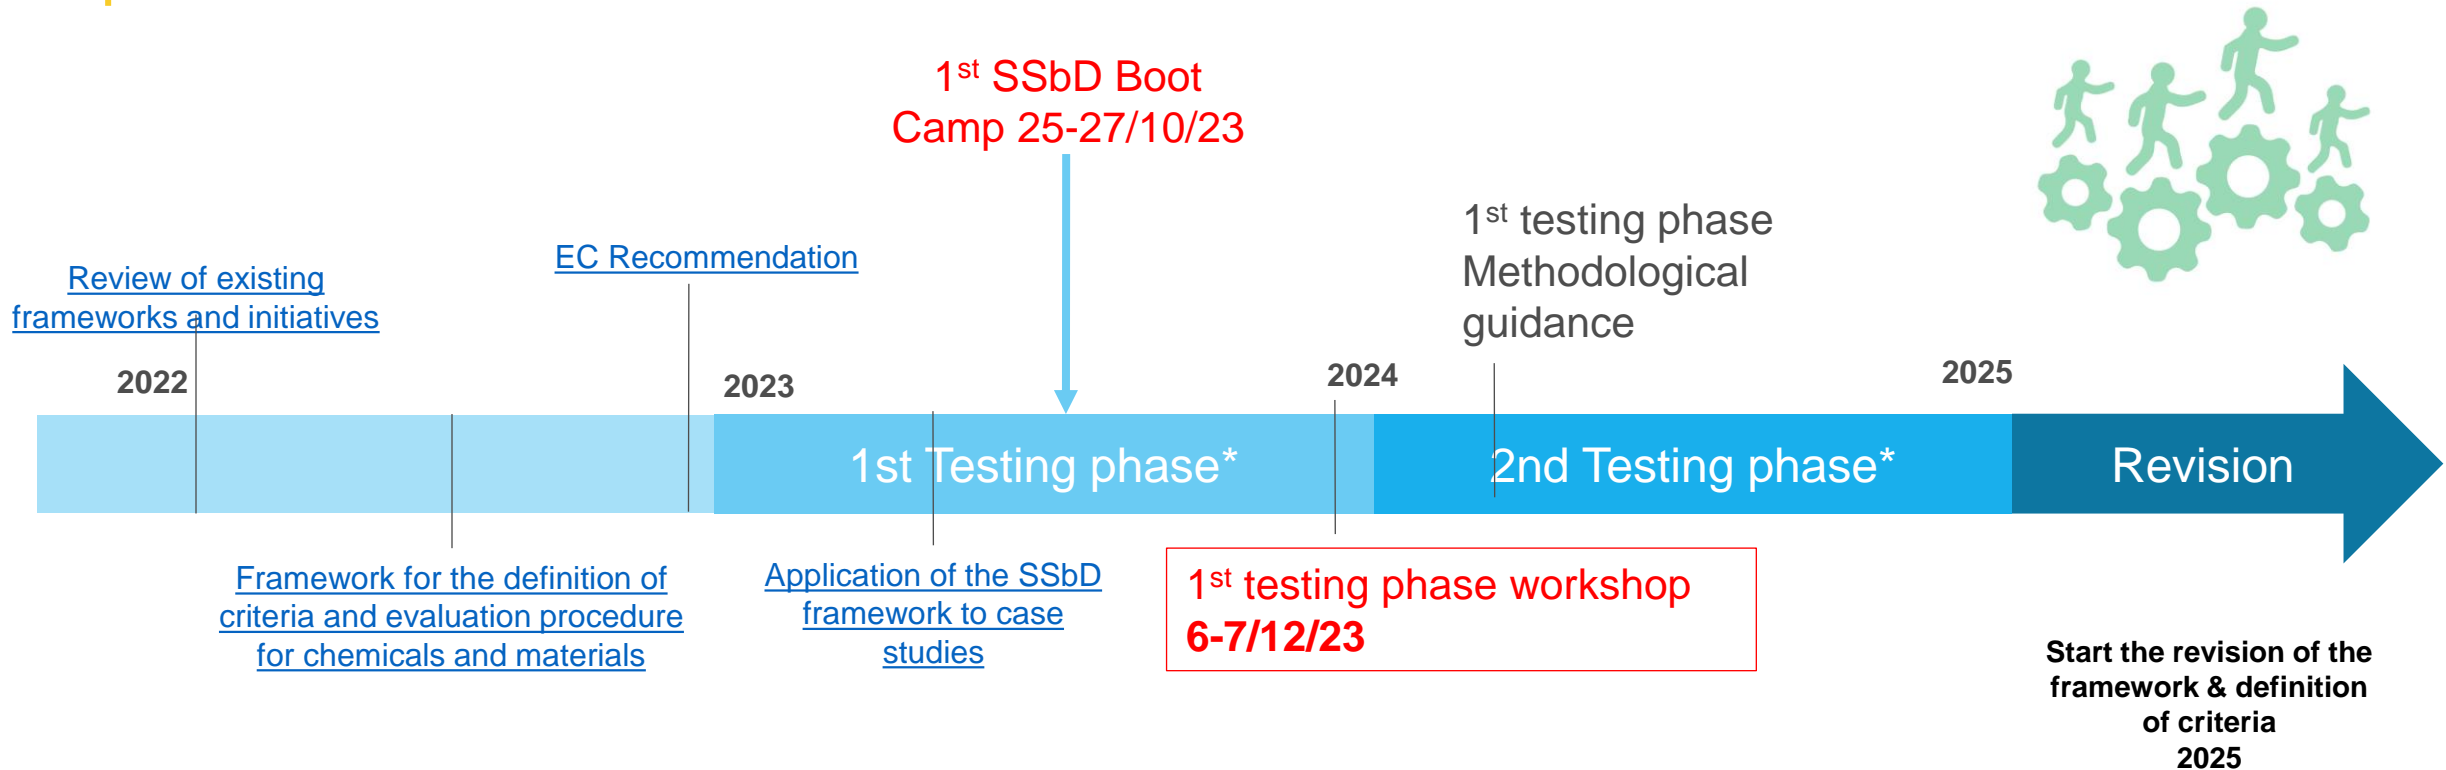 1st SSbD Boot
Camp 25-27/10/23
1st testing phase
Methodological
guidance
EC Recommendation
Review of existing
frameworks and initiatives
2022
2023
2024
2025
1st Testing phase*
2nd Testing phase*
Revision
Framework for the definition of
criteria and evaluation procedure
for chemicals and materials
Application of the SSbD
framework to case
studies
1st testing phase workshop
6-7/12/23
Start the revision of the
framework & definition
of criteria
2025